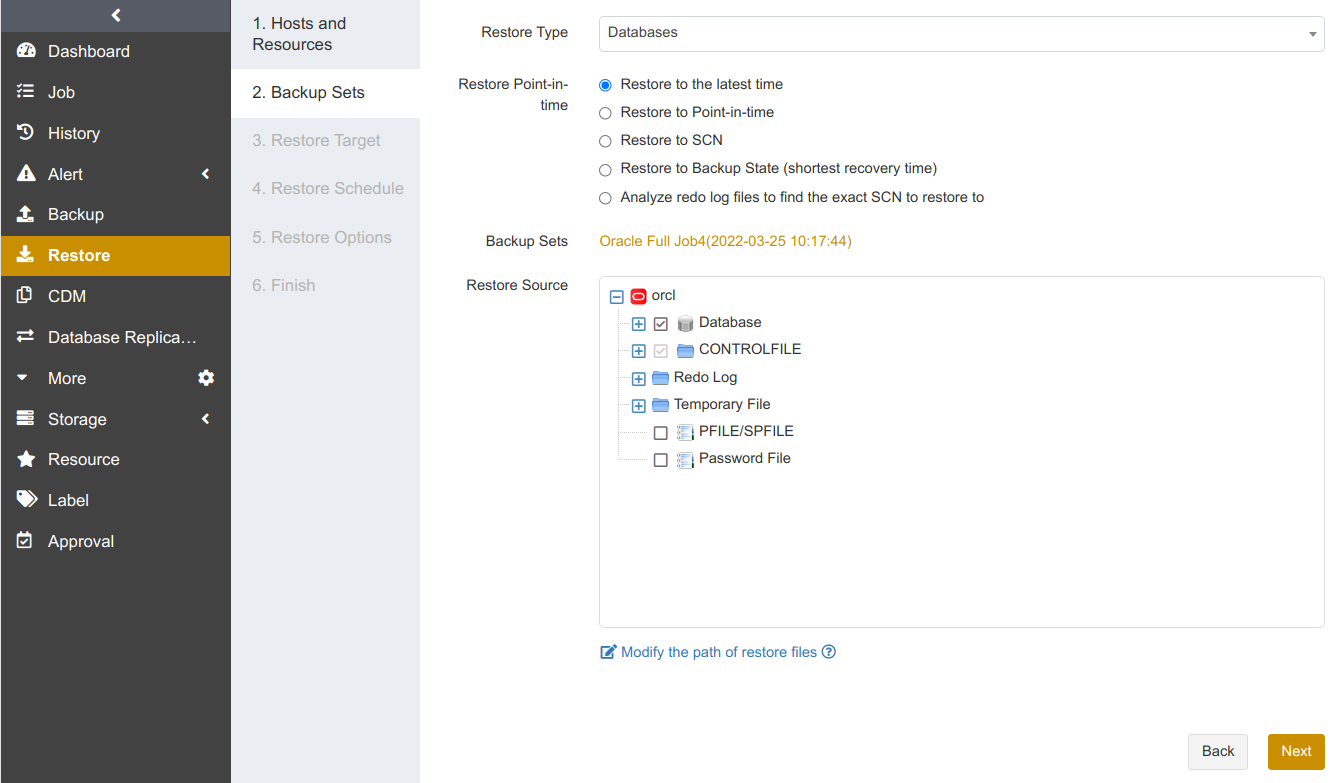 Dashboard
Job
History
Alert
Backup
Restore
CDM
Database Replica…
More
Storage
Resource
Label
Approval
1. Hosts and
Resources
2. Backup Sets
3. Restore Target
4. Restore Schedule
5. Restore Options
6. Finish
Restore Type
Databases
Restore Point-in-
time
Restore to the latest time
Restore to Point-in-time
Restore to SCN
Restore to Backup State (shortest recovery time)
Analyze redo log files to find the exact SCN to restore to
Backup Sets
Oracle Full Job4(2022-03-25 10:17:44)
Restore Source
orcl
Database
CONTROLFILE
Redo Log
Temporary File
PFILE/SPFILE
Password File
Modify the path of restore files
Back
Next